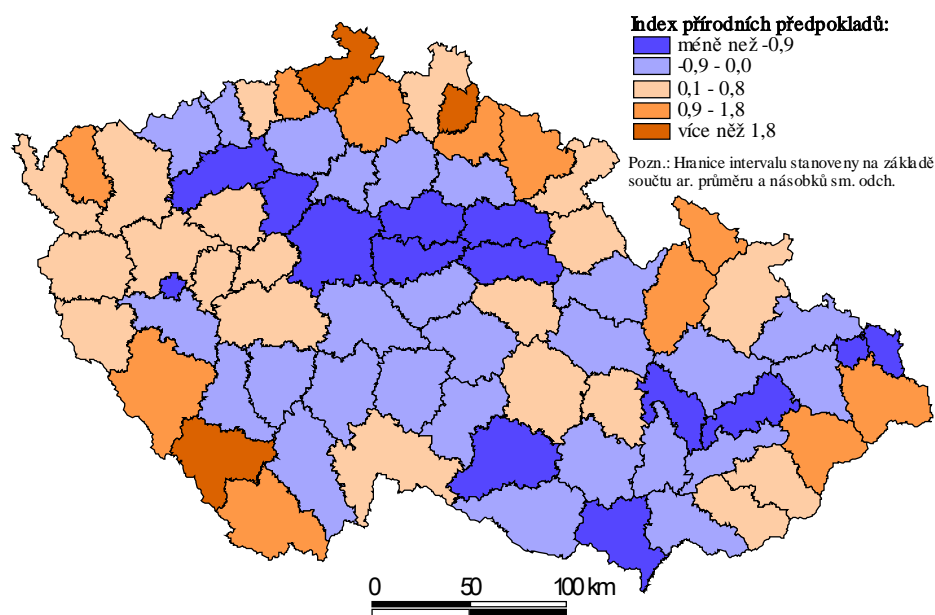 Index přírodních předpokladů:
méně než -0,9
-0,9 - 0,0
0,1 - 0,8
0,9 - 1,8
více něž 1,8
Pozn.: Hranice intervalu stanoveny na základě
součtu ar. průměru a násobků sm. odch.
0 50 100 km